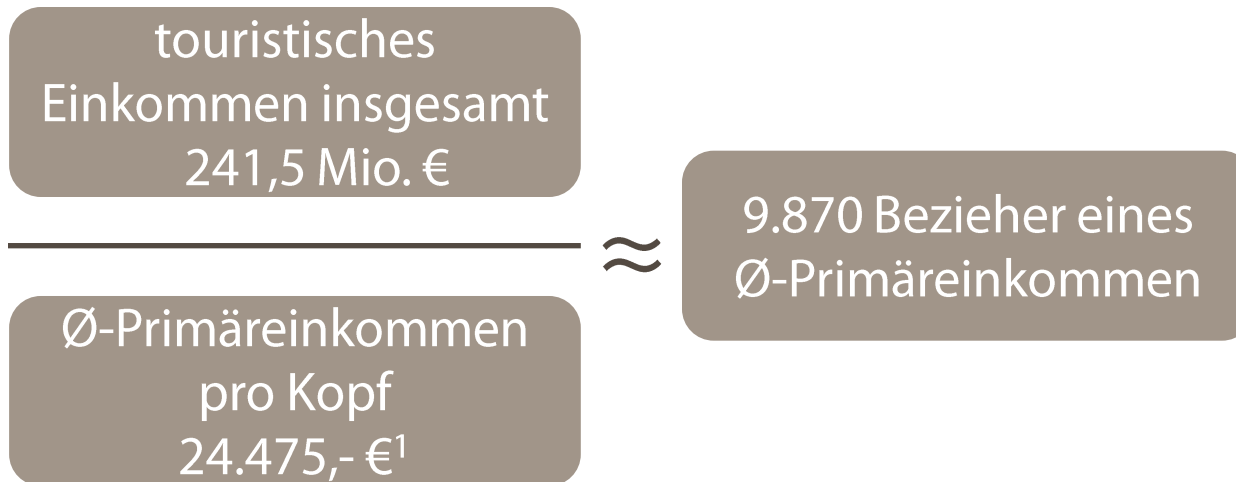 touristisches
Einkommen insgesamt
241,5 Mio. €
≈
9.870 Bezieher eines
Ø-Primäreinkommen
Ø-Primäreinkommen
pro Kopf
24.475,- €¹